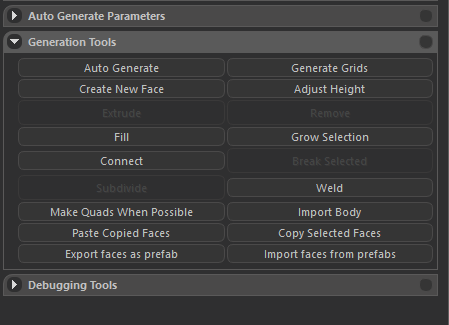 Auto Generate Parameters
Generation Tools
Auto Generate Generate Grids
Create New Face Adjust Height
Extrude Remove
Fill Grow Selection
Connect Break Selected
Subdivide Weld
Make Quads When Possible Import Body
Paste Copied Faces Copy Selected Faces
Export faces as prefab Import faces from prefabs
Debugging Tools